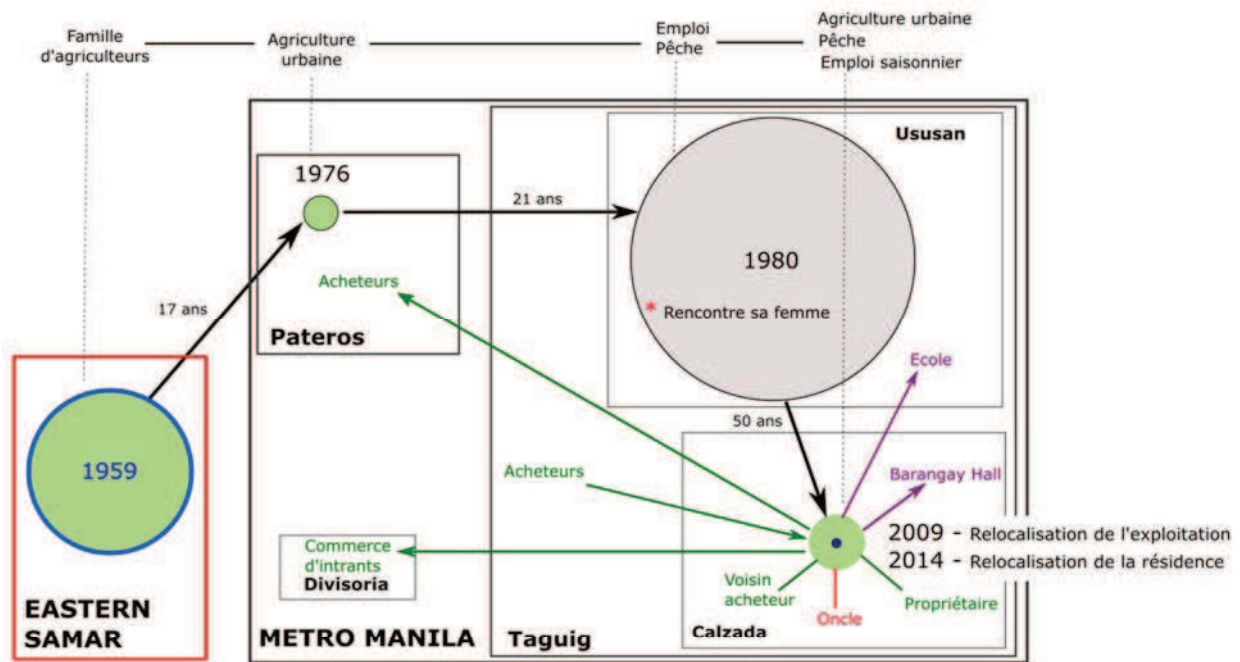 Famille
d'agriculteurs
Agriculture
urbaine
Emploi
Pêche
Agriculture urbaine
Pêche
Emploi saisonnier
Ususan
1976
21 ans
1980
* Rencontre sa femme
Acheteurs
17 ans
Pateros
Ecole
50 ans
1959
Acheteurs
Barangay Hall
2009 - Relocalisation de l'exploitation
2014 - Relocalisation de la résidence
Commerce
d'intrants
Divisoria
Voisin
acheteur
Oncle
Propriétaire
EASTERN
SAMAR
METRO MANILA
Taguig
Calzada